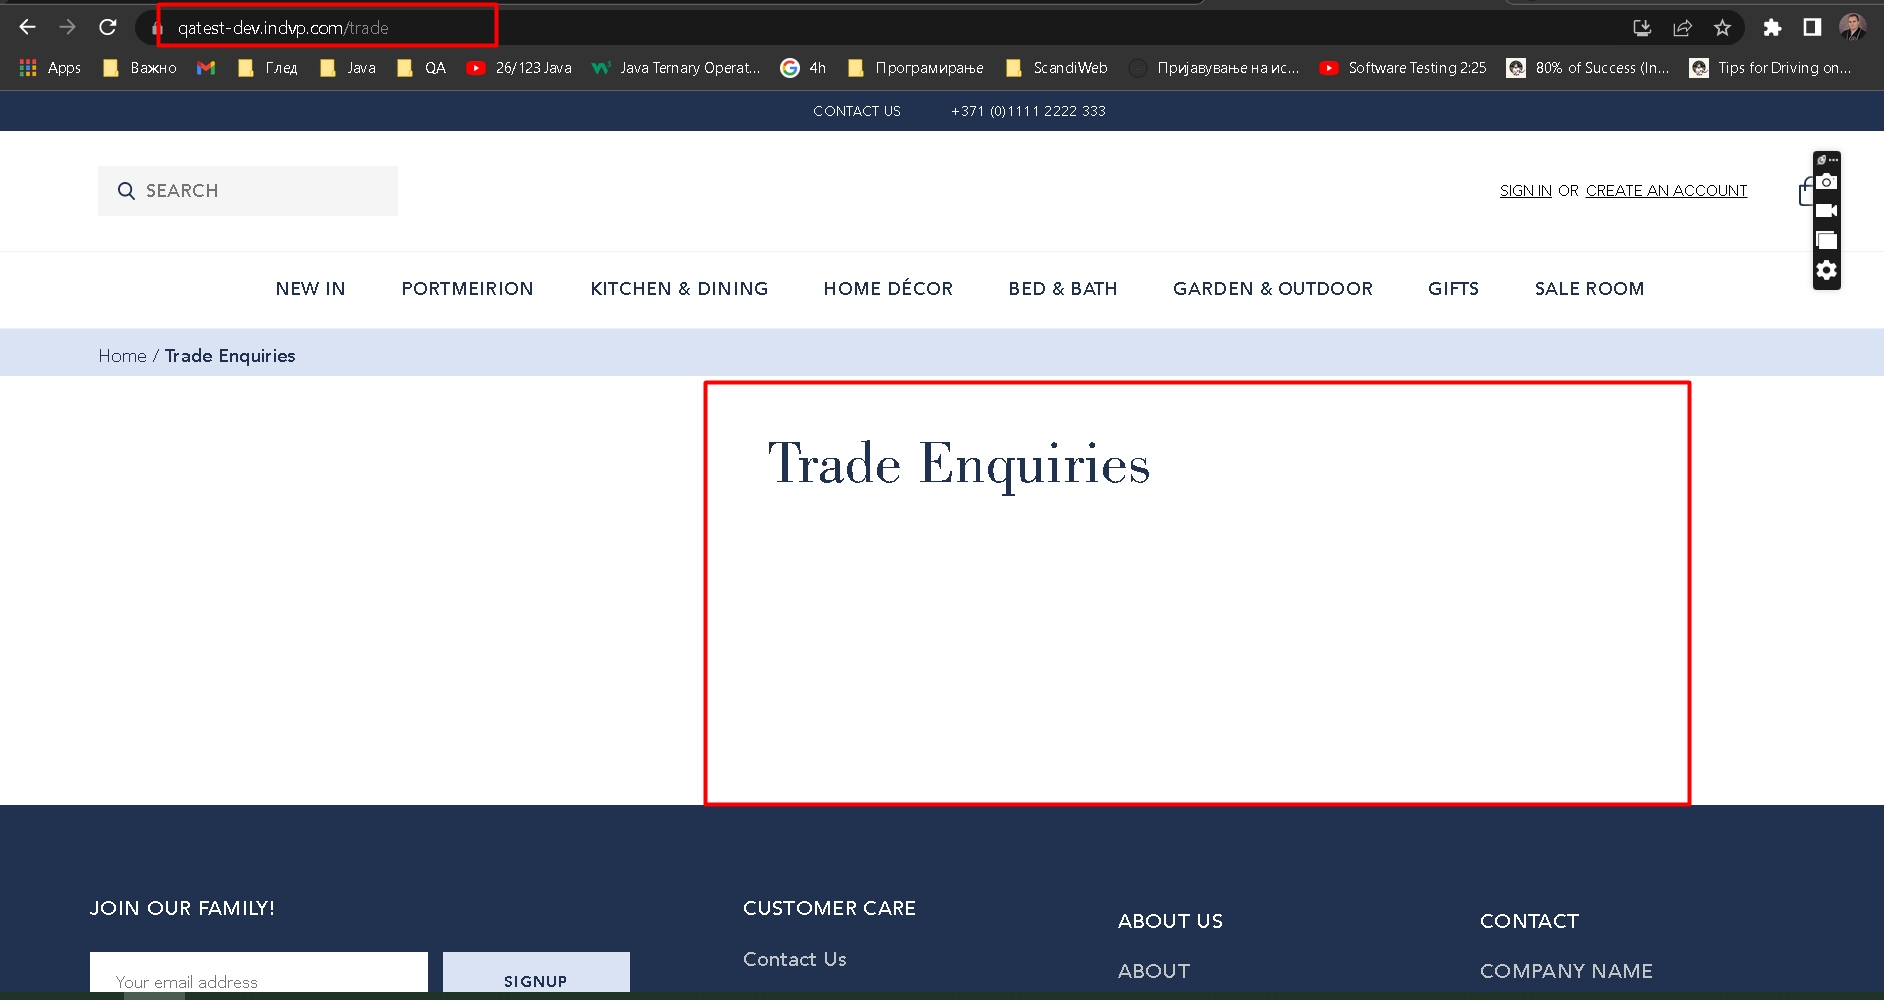 qatest-dev.indvp.com/trade
Apps Важно Глед Java QA 26/123 Java Java Ternary Operat... 4h Програмирање ScandiWeb Пријавување на ис... Software Testing 2:25 80% of Success (In... Tips for Driving on...
CONTACT US +371 (0)1111 2222 333
SEARCH
SIGN IN OR CREATE AN ACCOUNT
NEW IN PORTMEIRION KITCHEN & DINING HOME DÉCOR BED & BATH GARDEN & OUTDOOR GIFTS SALE ROOM
Home / Trade Enquiries
Trade Enquiries
JOIN OUR FAMILY!
Your email address SIGNUP
CUSTOMER CARE
Contact Us
ABOUT US
ABOUT
CONTACT
COMPANY NAME